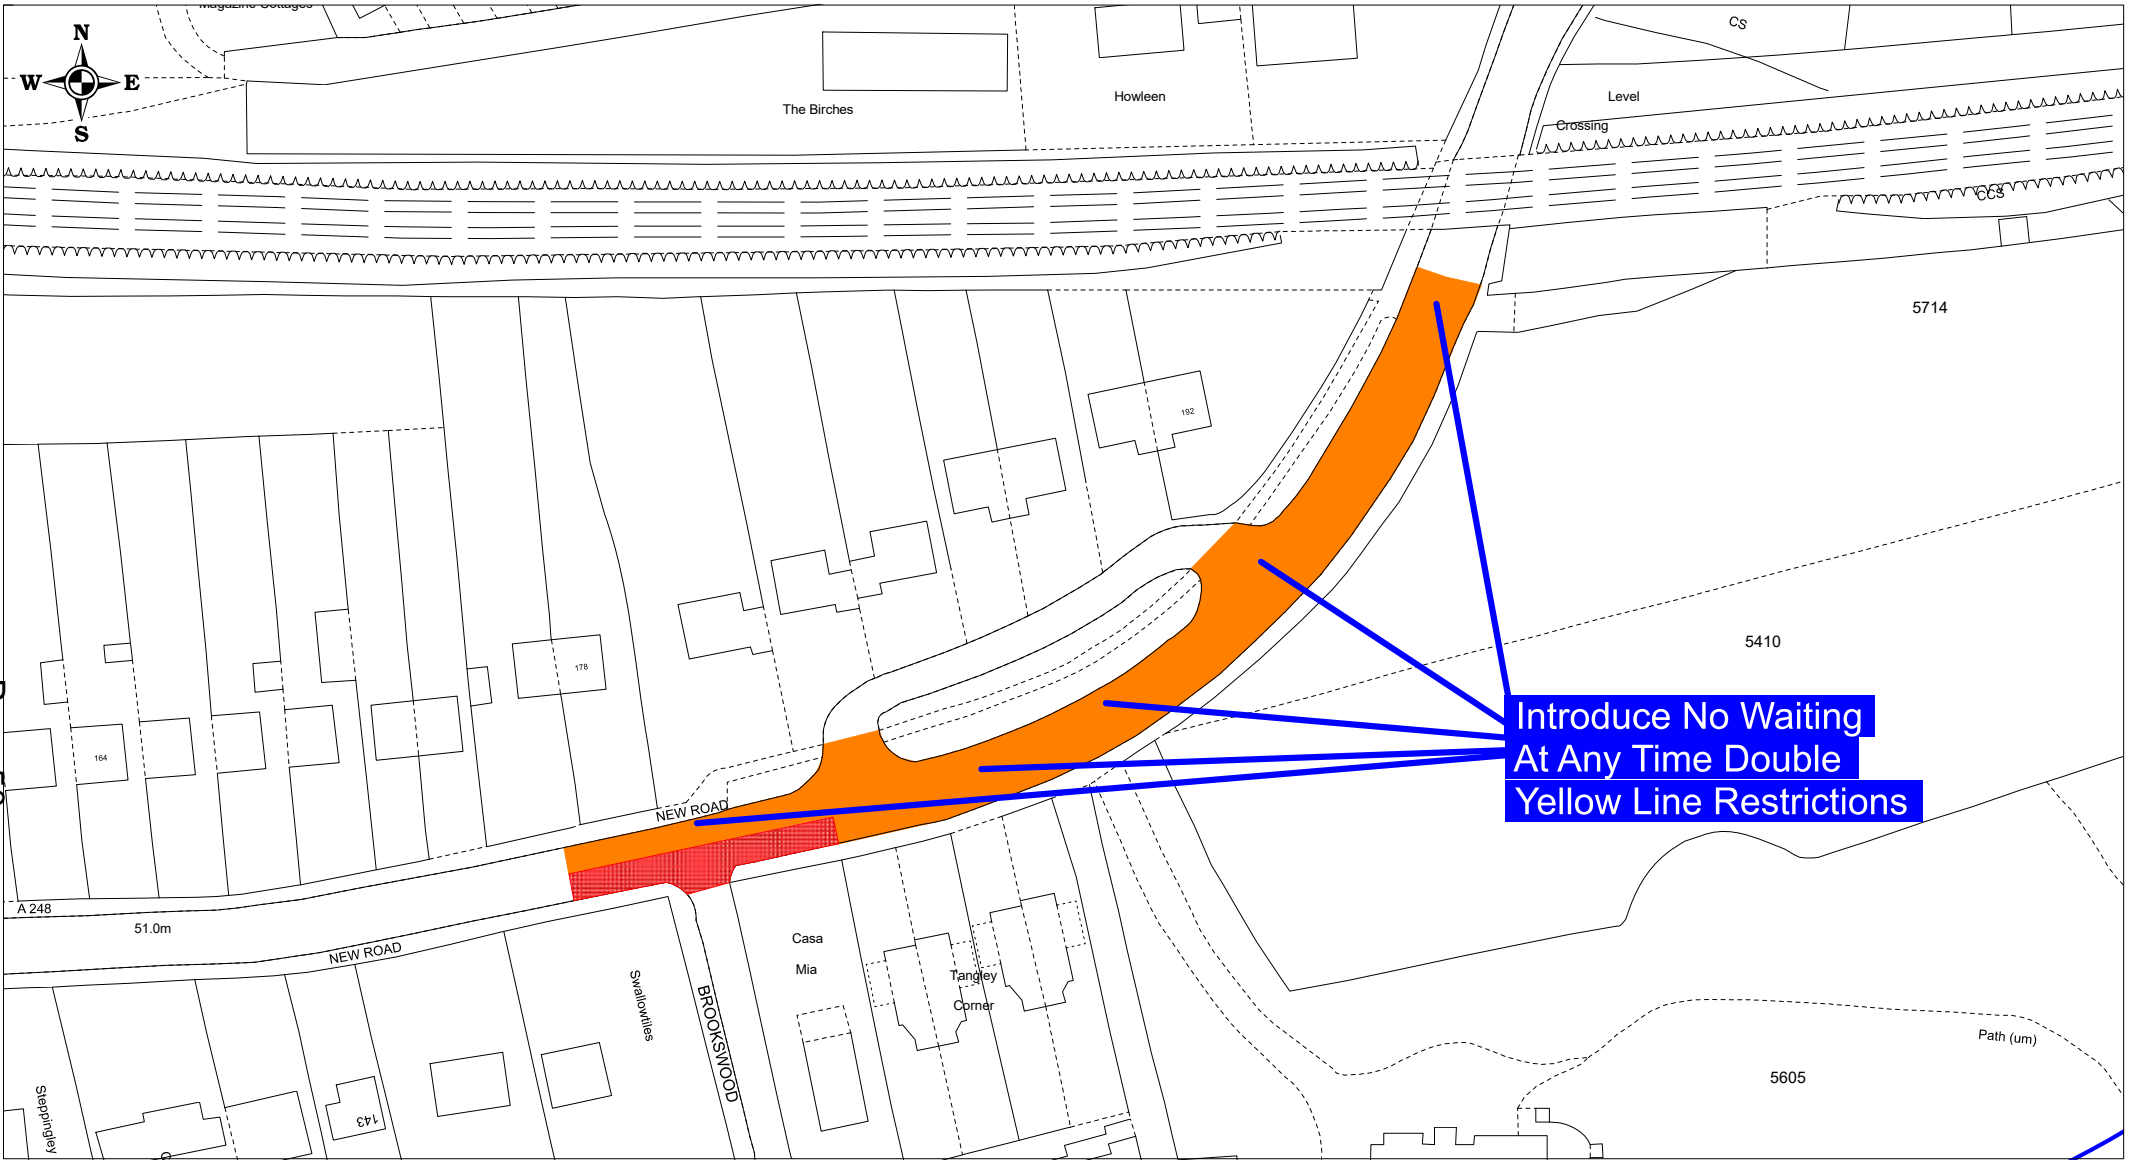 Magazine Cottages
CS
N
W E
S
The Birches
Howleen
Level
Crossing
CCS
5714
192
5410
178
164
Introduce No Waiting
At Any Time Double
Yellow Line Restrictions
NEW ROAD
A 248
51.0m
NEW ROAD
Casa
Mia
Tangley
Corner
Swallowtiles
BROOKSWOOD
Path (um)
5605
Steppingley
143